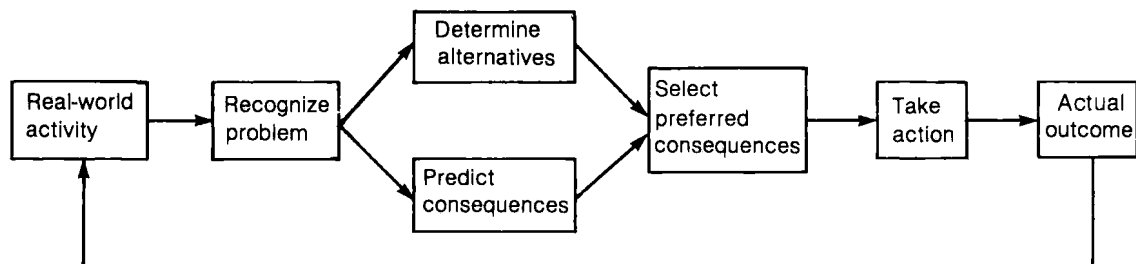 Real-world
activity
Recognize
problem
Determine
alternatives
Predict
consequences
Select
preferred
consequences
Take
action
Actual
outcome